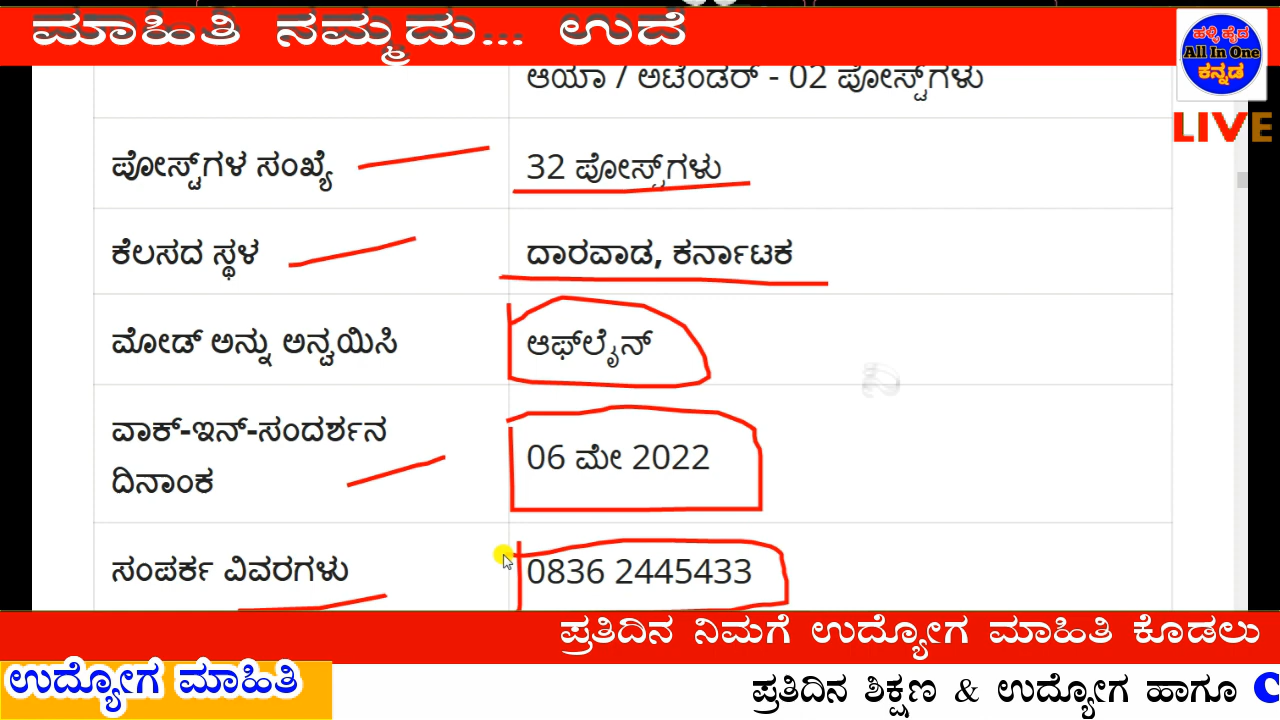 ಮಾಹಿತಿ ನಮ್ಮದು... ಉದೆ
ಹಳ್ಳಿ ಹೈದ
All In One
ಕನ್ನಡ
LIVE
ಆಯಾ / ಅಟೆಂಡರ್ - 02 ಪೋಸ್ಟ್‌ಗಳು
ಪೋಸ್ಟ್‌ಗಳ ಸಂಖ್ಯೆ
32 ಪೋಸ್ಟ್‌ಗಳು
ಕೆಲಸದ ಸ್ಥಳ
ದಾರವಾಡ, ಕರ್ನಾಟಕ
ಮೋಡ್ ಅನ್ನು ಅನ್ವಯಿಸಿ
ಆಫ್‌ಲೈನ್
ವಾಕ್-ಇನ್-ಸಂದರ್ಶನ
ದಿನಾಂಕ
06 ಮೇ 2022
ಸಂಪರ್ಕ ವಿವರಗಳು
0836 2445433
ಪ್ರತಿದಿನ ನಿಮಗೆ ಉದ್ಯೋಗ ಮಾಹಿತಿ ಕೊಡಲು
ಉದ್ಯೋಗ ಮಾಹಿತಿ
ಪ್ರತಿದಿನ ಶಿಕ್ಷಣ & ಉದ್ಯೋಗ ಹಾಗೂ